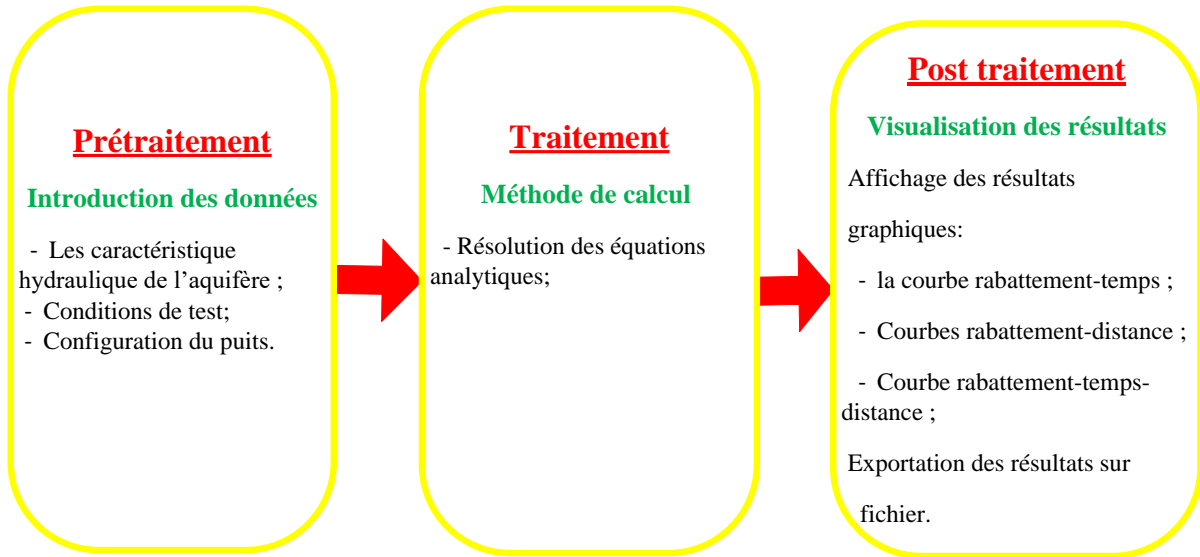 Prétraitement
Introduction des données
- Les caractéristique
hydraulique de l'aquifère ;
- Conditions de test;
- Configuration du puits.
Traitement
Méthode de calcul
- Résolution des équations
analytiques;
Post traitement
Visualisation des résultats
Affichage des résultats
graphiques:
- la courbe rabattement-temps ;
- Courbes rabattement-distance ;
- Courbe rabattement-temps-
distance ;
Exportation des résultats sur
fichier.